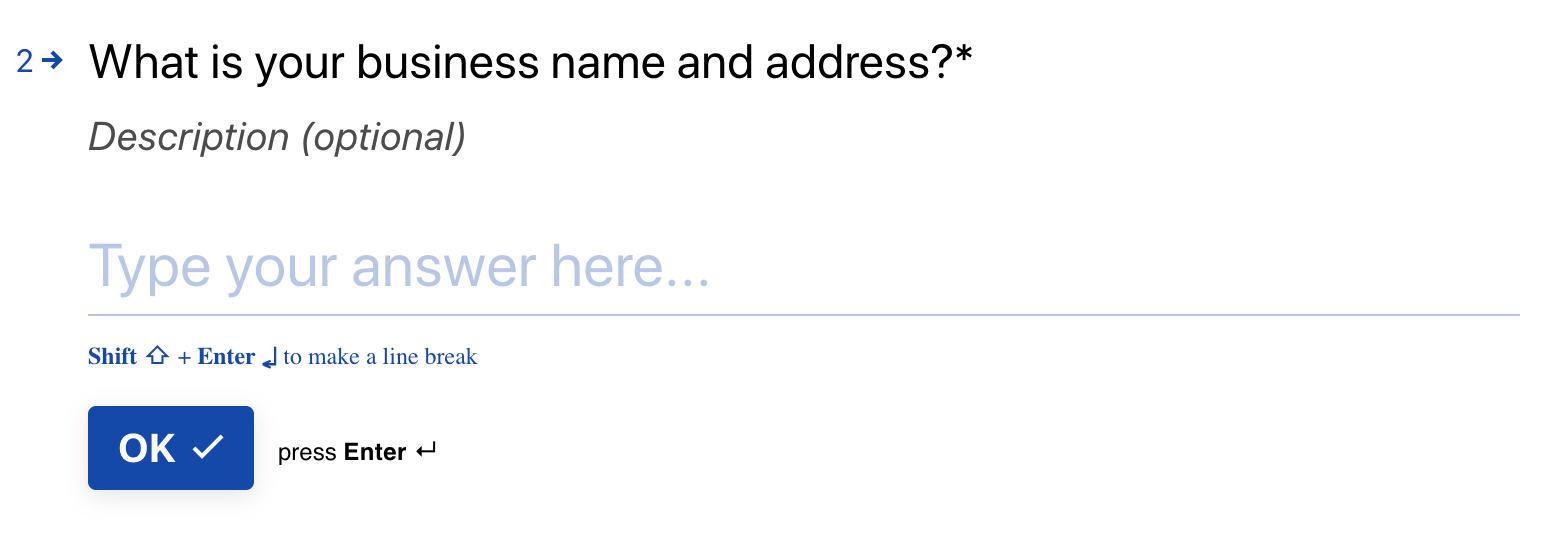 2 → What is your business name and address?*
Description (optional)
Type your answer here...
Shift ⇧ + Enter ↲ to make a line break
OK ✓ press Enter ↵